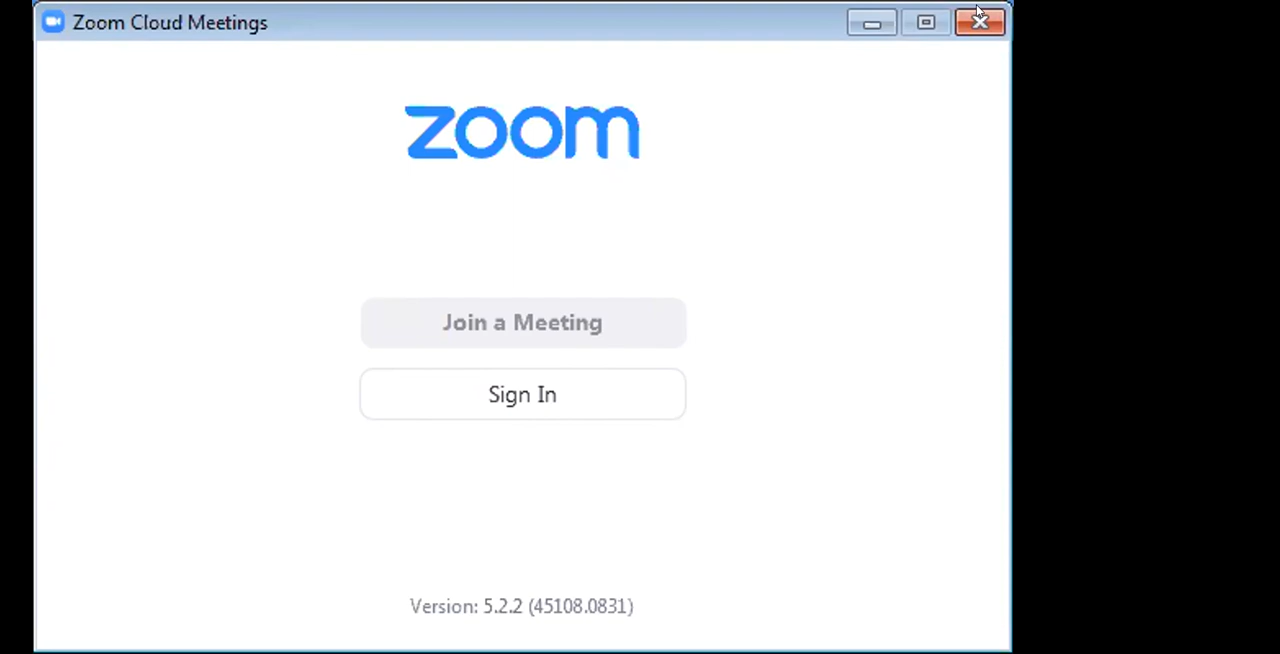 Zoom Cloud Meetings
zoom
Join a Meeting
Sign In
Version: 5.2.2 (45108.0831)